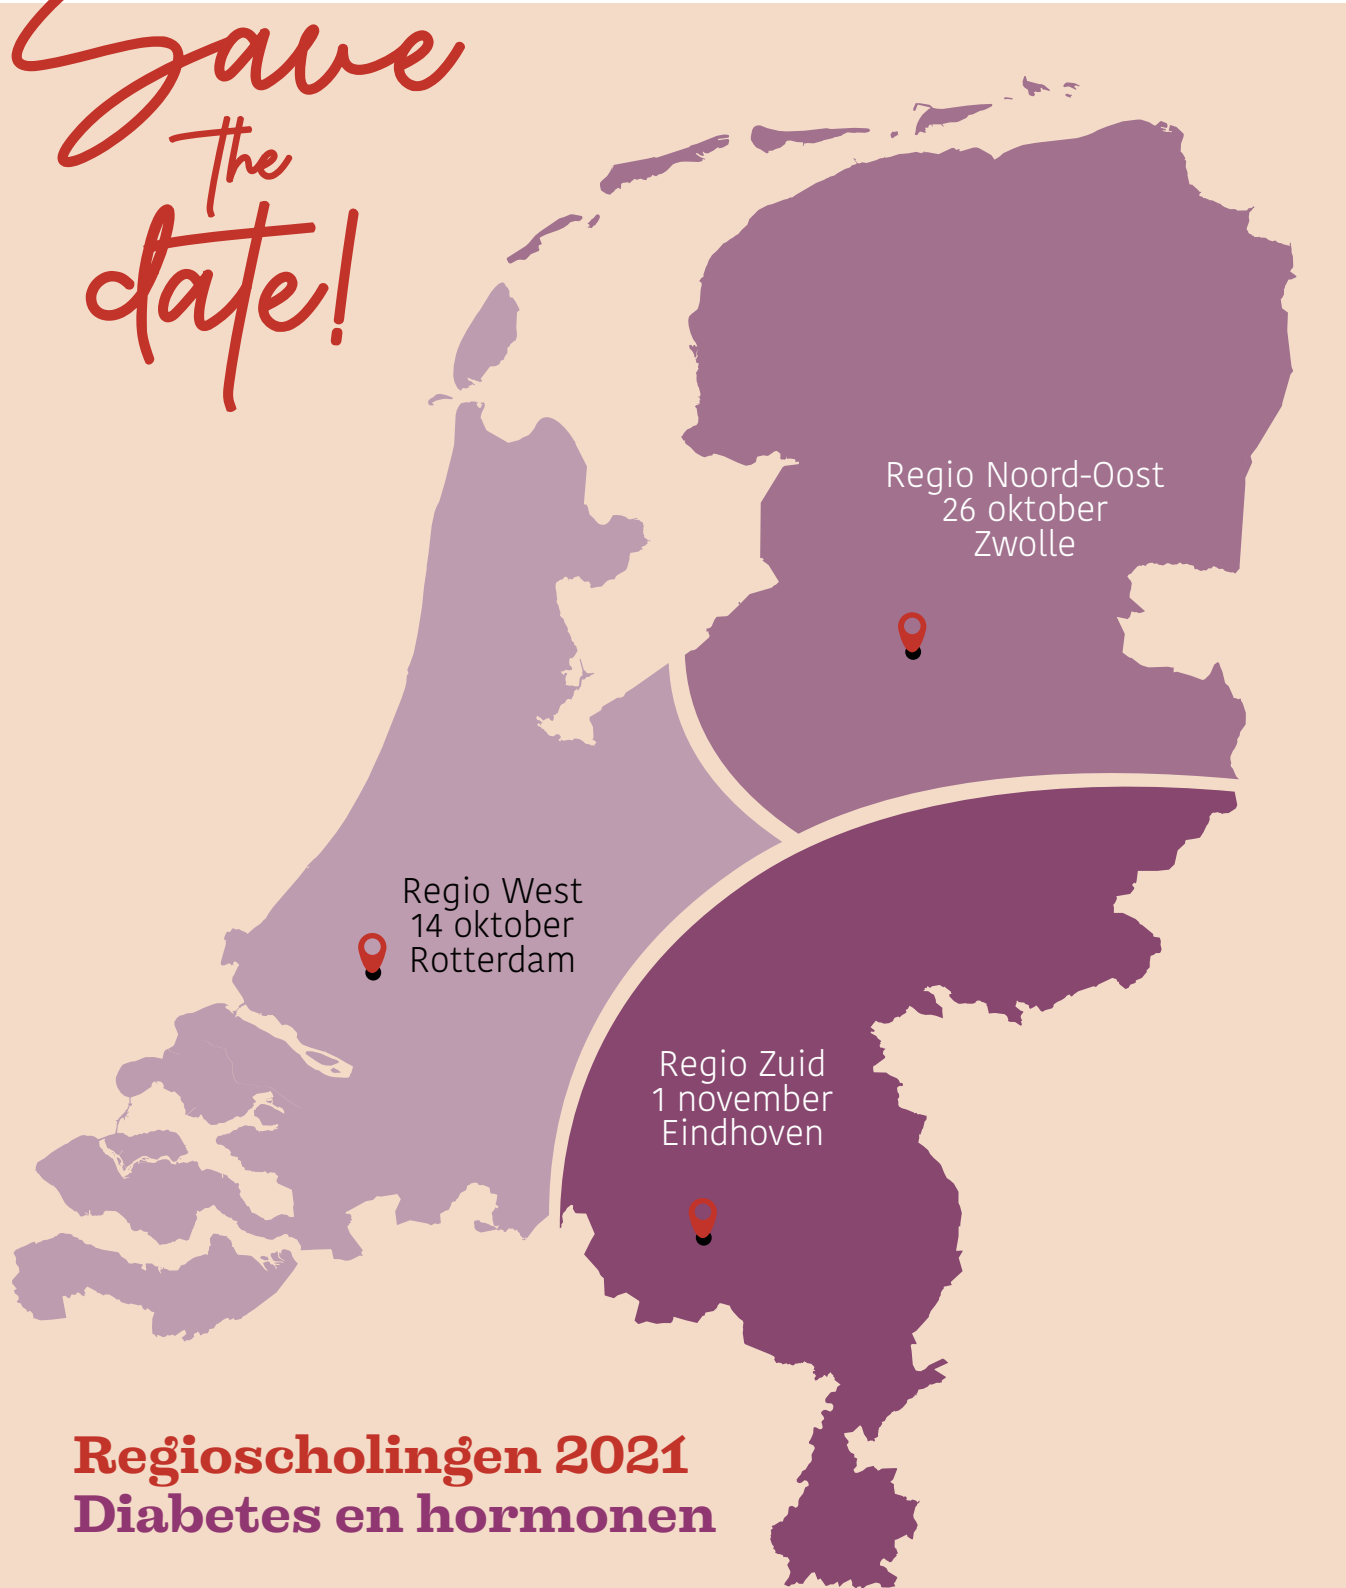 Save
the
date!
Regio Noord-Oost
26 oktober
Zwolle
Regio West
14 oktober
Rotterdam
Regio Zuid
1 november
Eindhoven
Regioscholingen 2021
Diabetes en hormonen